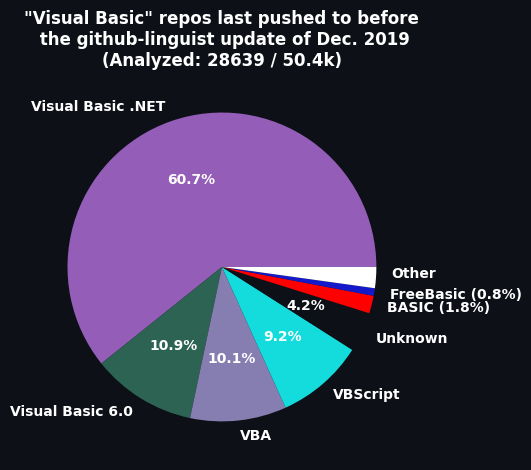 "Visual Basic" repos last pushed to before
the github-linguist update of Dec. 2019
(Analyzed: 28639 / 50.4k)
Visual Basic .NET
60.7%
Other
FreeBasic (0.8%)
BASIC (1.8%)
4.2%
Unknown
9.2%
10.9%
10.1%
VBScript
Visual Basic 6.0
VBA